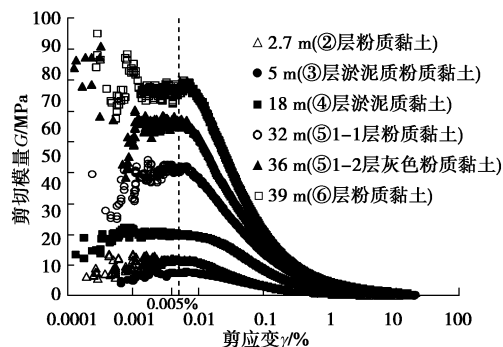 100
90
80
70
60
50
40
30
20
10
0
剪切模量G/MPa
△ 2.7 m(②层粉质黏土)
● 5 m(③层淤泥质粉质黏土)
■ 18 m(④层淤泥质黏土)
○ 32 m(⑤1-1层粉质黏土)
▲ 36 m(⑤1-2层灰色粉质黏土)
□ 39 m(⑥层粉质黏土)
0.005%
0.0001 0.001 0.01 0.1 1 10 100
剪应变γ/%